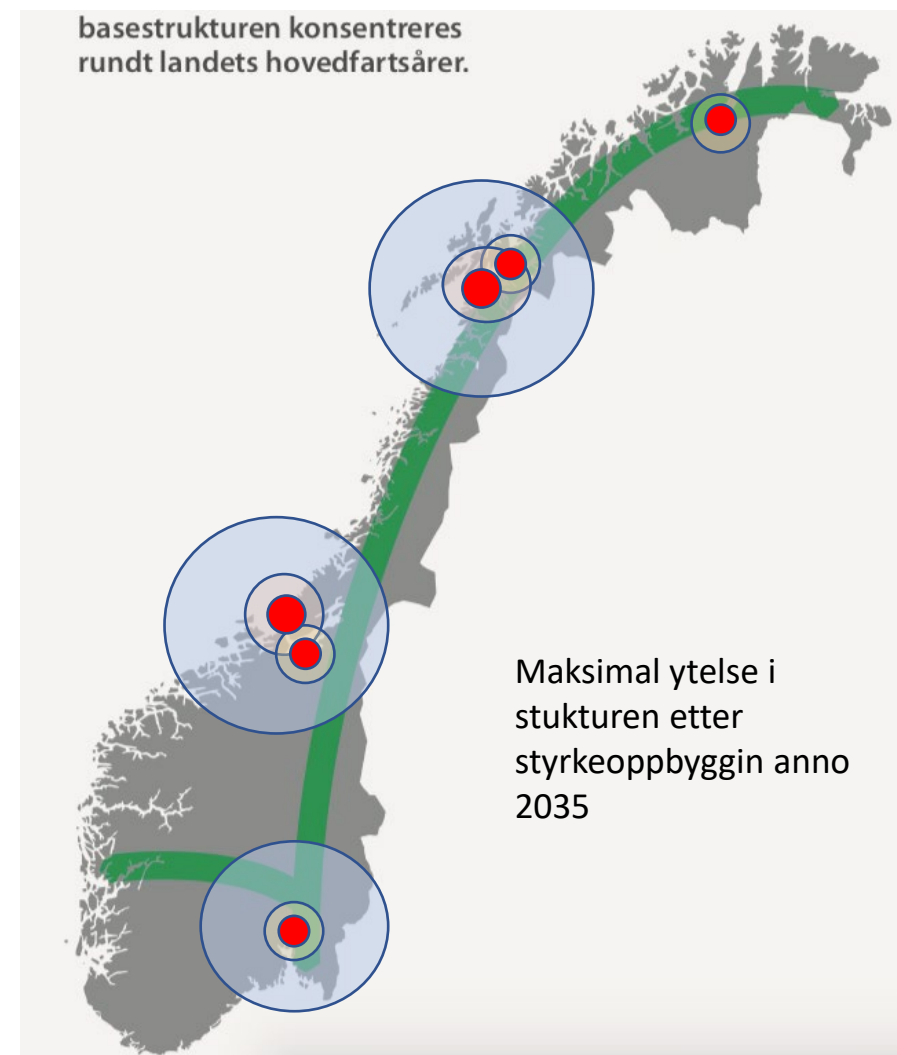 basestrukturen konsentreres
rundt landets hovedfartsårer.
Maksimal ytelse i
stukturen etter
styrkeoppbyggin anno
2035